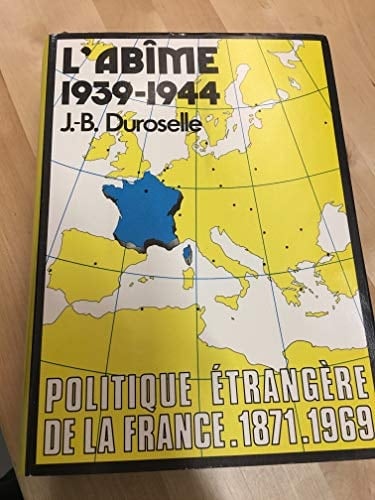 L'ABÎME
1939-1944
J.-B. Duroselle
POLITIQUE ÉTRANGÈRE
DE LA FRANCE.1871.1969